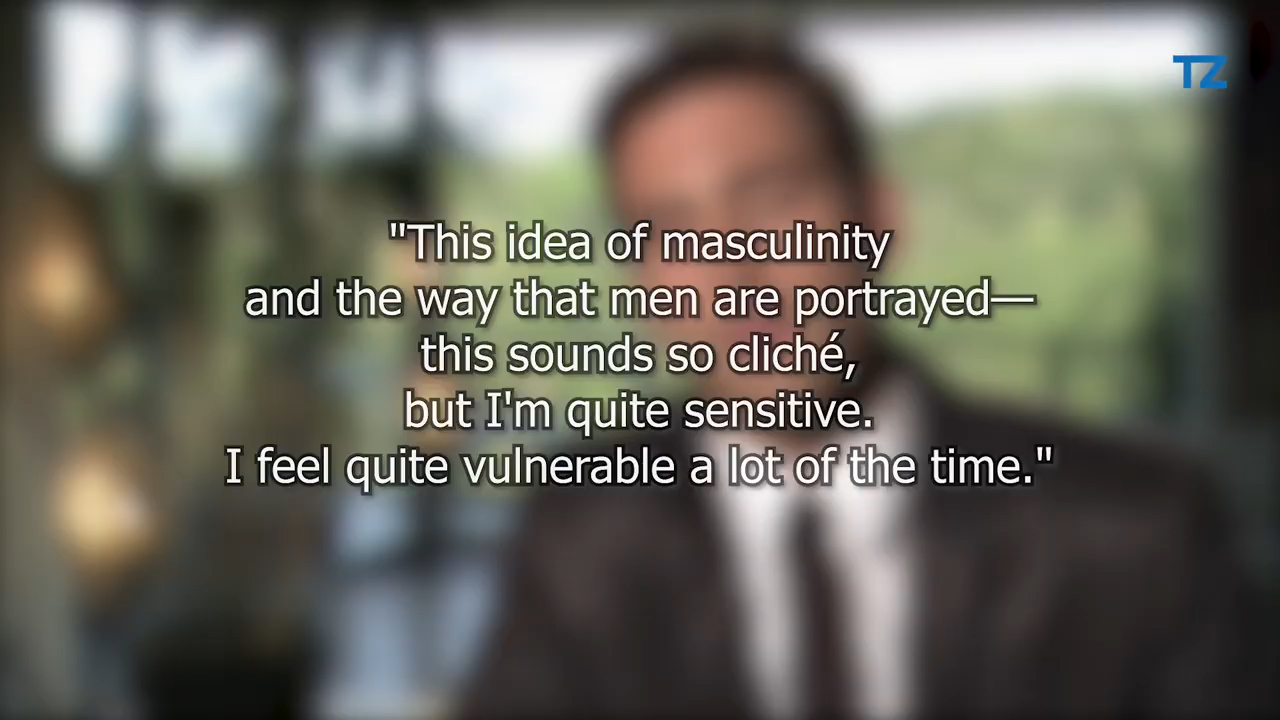 TZ
"This idea of masculinity
and the way that men are portrayed—
this sounds so cliché,
but I'm quite sensitive.
I feel quite vulnerable a lot of the time."